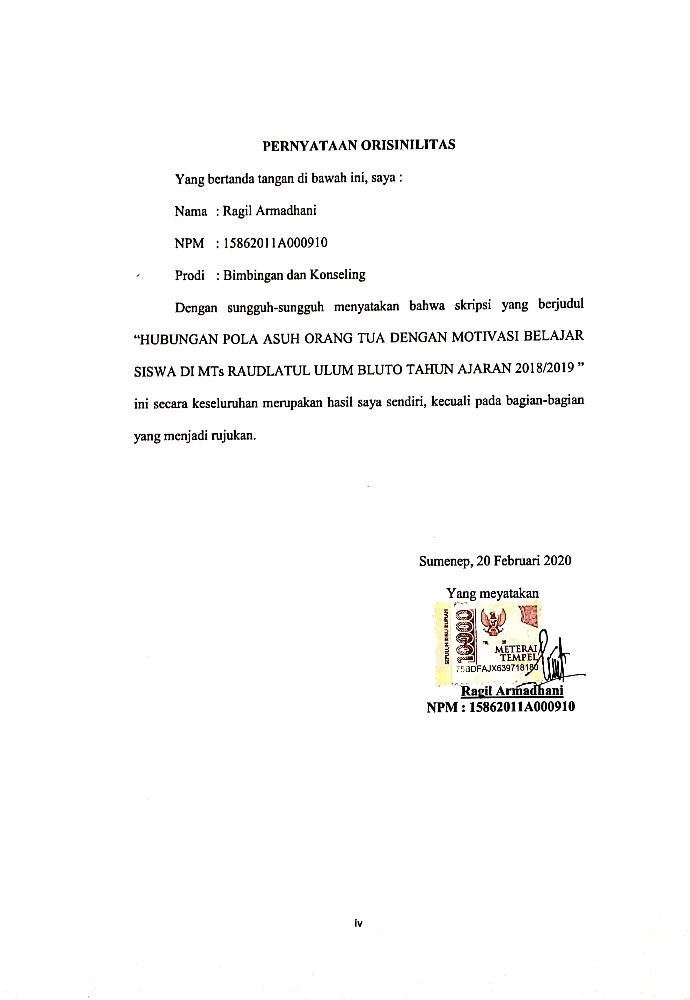 PERNYATAAN ORISINILITAS
Yang bertanda tangan di bawah ini, saya :
Nama : Ragil Armadhani
NPM : 15862011A000910
Prodi : Bimbingan dan Konseling
Dengan sungguh-sungguh menyatakan bahwa skripsi yang berjudul
“HUBUNGAN POLA ASUH ORANG TUA DENGAN MOTIVASI BELAJAR
SISWA DI MTs RAUDLATUL ULUM BLUTO TAHUN AJARAN 2018/2019 ”
ini secara keseluruhan merupakan hasil saya sendiri, kecuali pada bagian-bagian
yang menjadi rujukan.
Sumenep, 20 Februari 2020
Yang meyatakan
SEPULUH RIBU RUPIAH
10000
TGL. 20
METERAI
TEMPEL
75BDFAJX639718180
Ragil Armadhani
NPM : 15862011A000910
iv